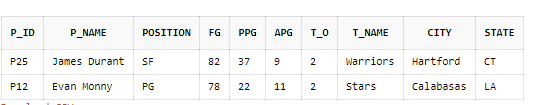 P_ID P_NAME POSITION FG PPG APG T_O T_NAME CITY STATE
P25 James Durant SF 82 37 9 2 Warriors Hartford CT
P12 Evan Monny PG 78 22 11 2 Stars Calabasas LA